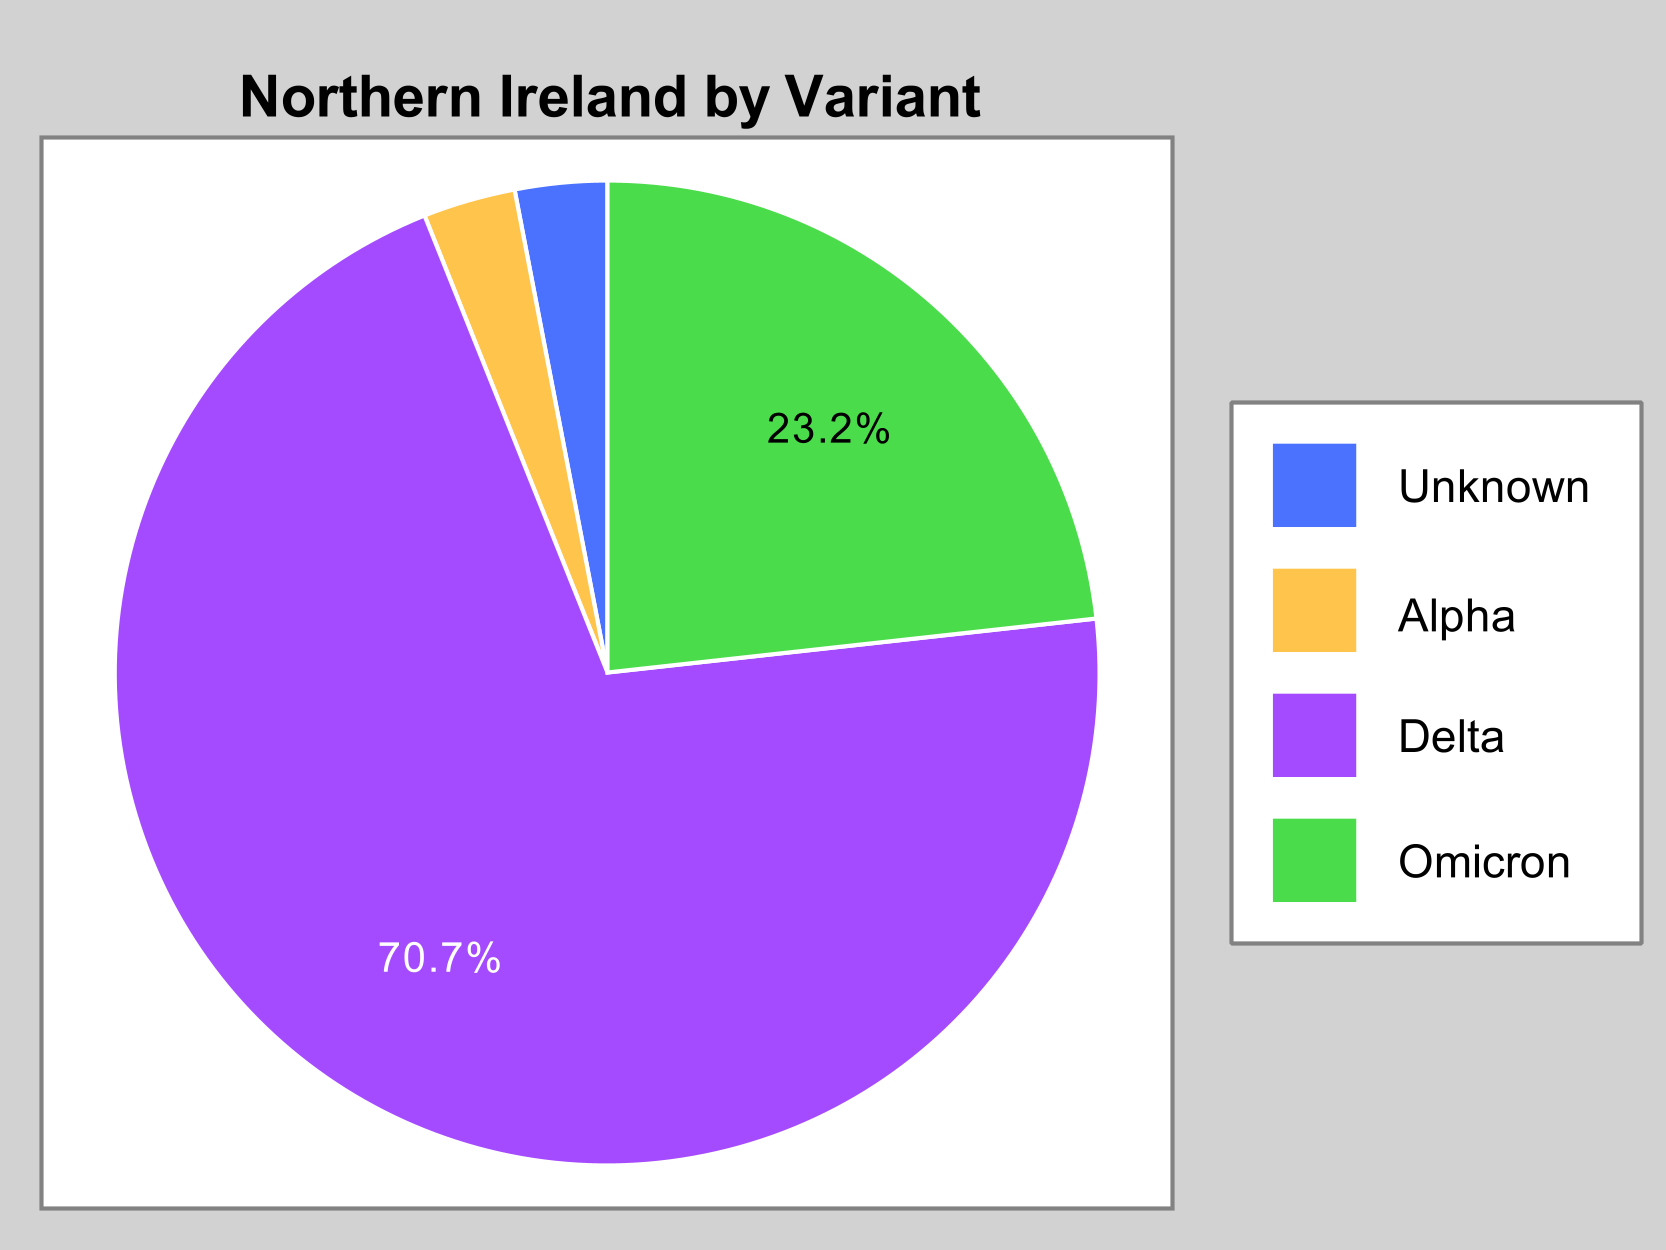 Northern Ireland by Variant
23.2%
70.7%
Unknown
Alpha
Delta
Omicron